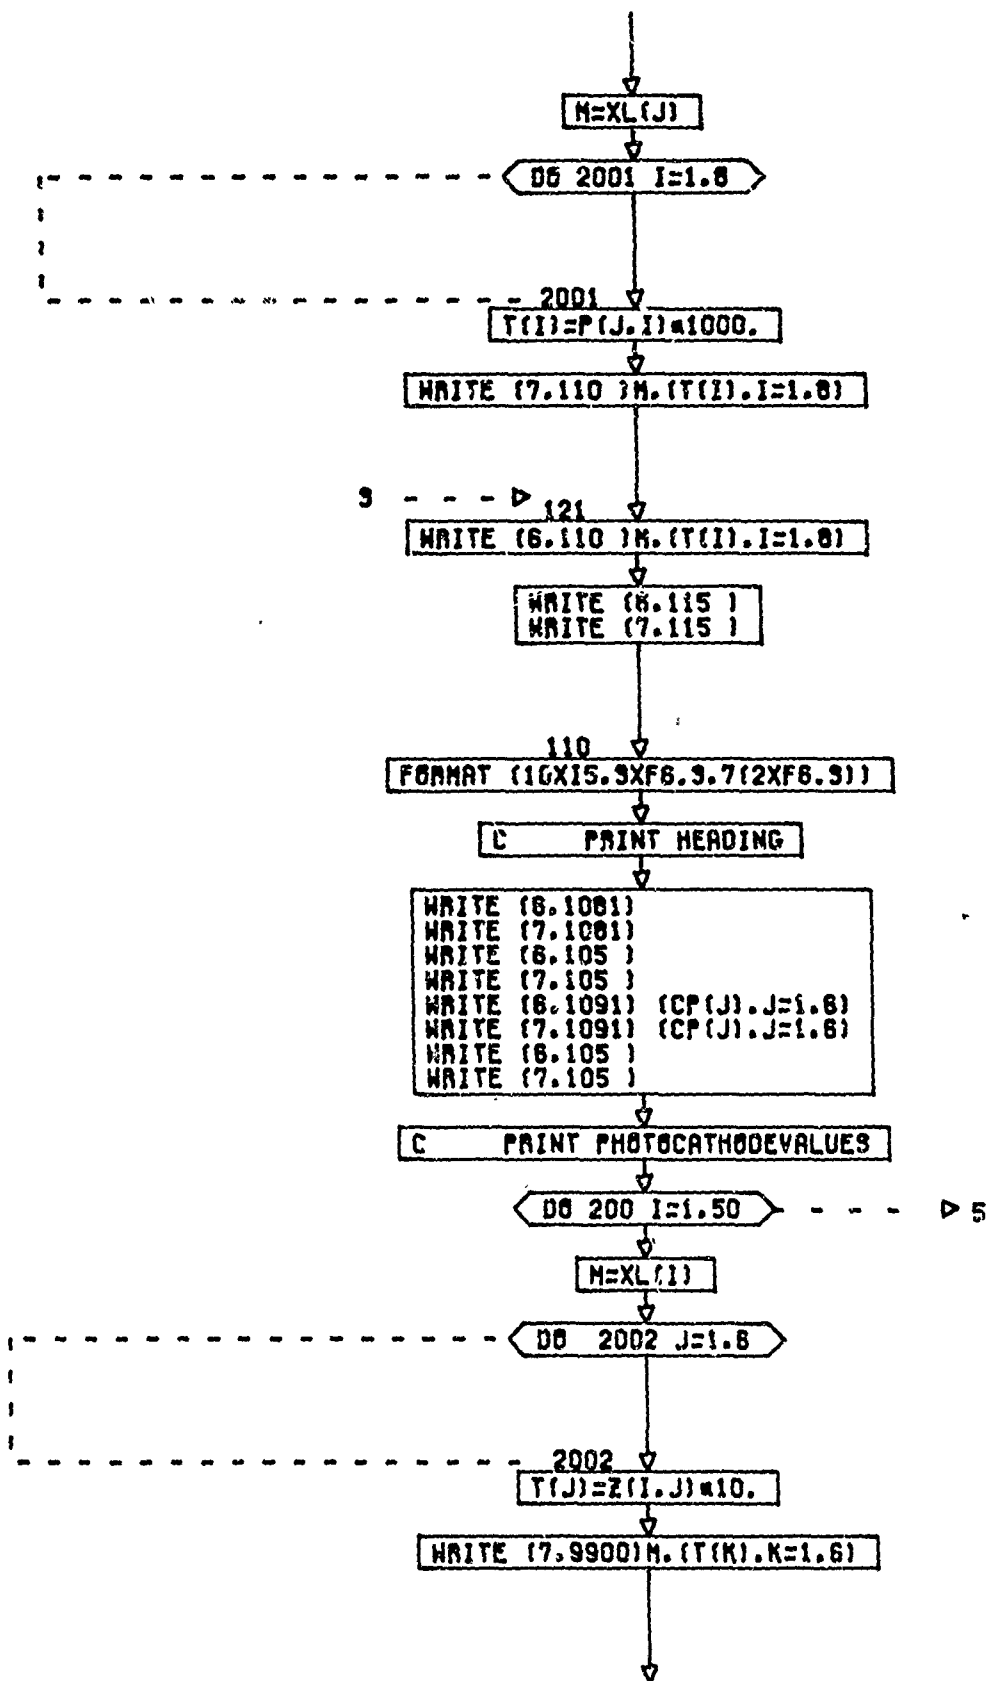 M=XL(J)
DO 2001 I=1,8
2001
T(I)=P(J,I)*1000.
WRITE (7,110 )M,(T(I),I=1,8)
3
121
WRITE (6,110 )M,(T(I),I=1,8)
WRITE (6,115 )
WRITE (7,115 )
110
FORMAT (10XI5,3XF6.3,7(2XF6.3))
C PRINT HEADING
WRITE (6,1081)
WRITE (7,1081)
WRITE (6,105 )
WRITE (7,105 )
WRITE (6,1091) (CP(J),J=1,6)
WRITE (7,1091) (CP(J),J=1,6)
WRITE (6,105 )
WRITE (7,105 )
C PRINT PHOTOCATHODEVALUES
DO 200 I=1,50
5
M=XL(I)
DO 2002 J=1,6
2002
T(J)=Z(I,J)*10.
WRITE (7,9900)M,(T(K),K=1,6)